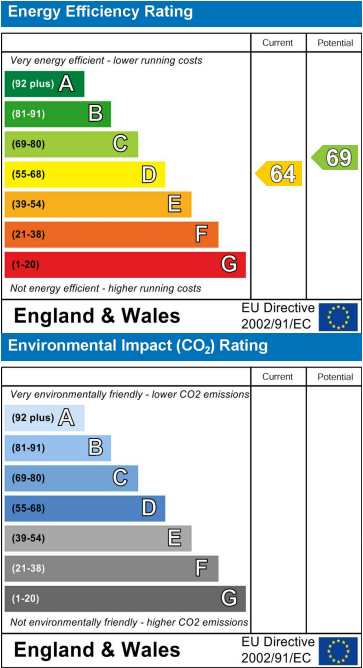 Energy Efficiency Rating
Current Potential
Very energy efficient - lower running costs
(92 plus) A
(81-91) B
(69-80) C
(55-68) D
(39-54) E
(21-38) F
(1-20) G
64
69
Not energy efficient - higher running costs
England & Wales
EU Directive
2002/91/EC
Environmental Impact (CO₂) Rating
Current Potential
Very environmentally friendly - lower CO2 emissions
(92 plus) A
(81-91) B
(69-80) C
(55-68) D
(39-54) E
(21-38) F
(1-20) G
Not environmentally friendly - higher CO2 emissions
England & Wales
EU Directive
2002/91/EC